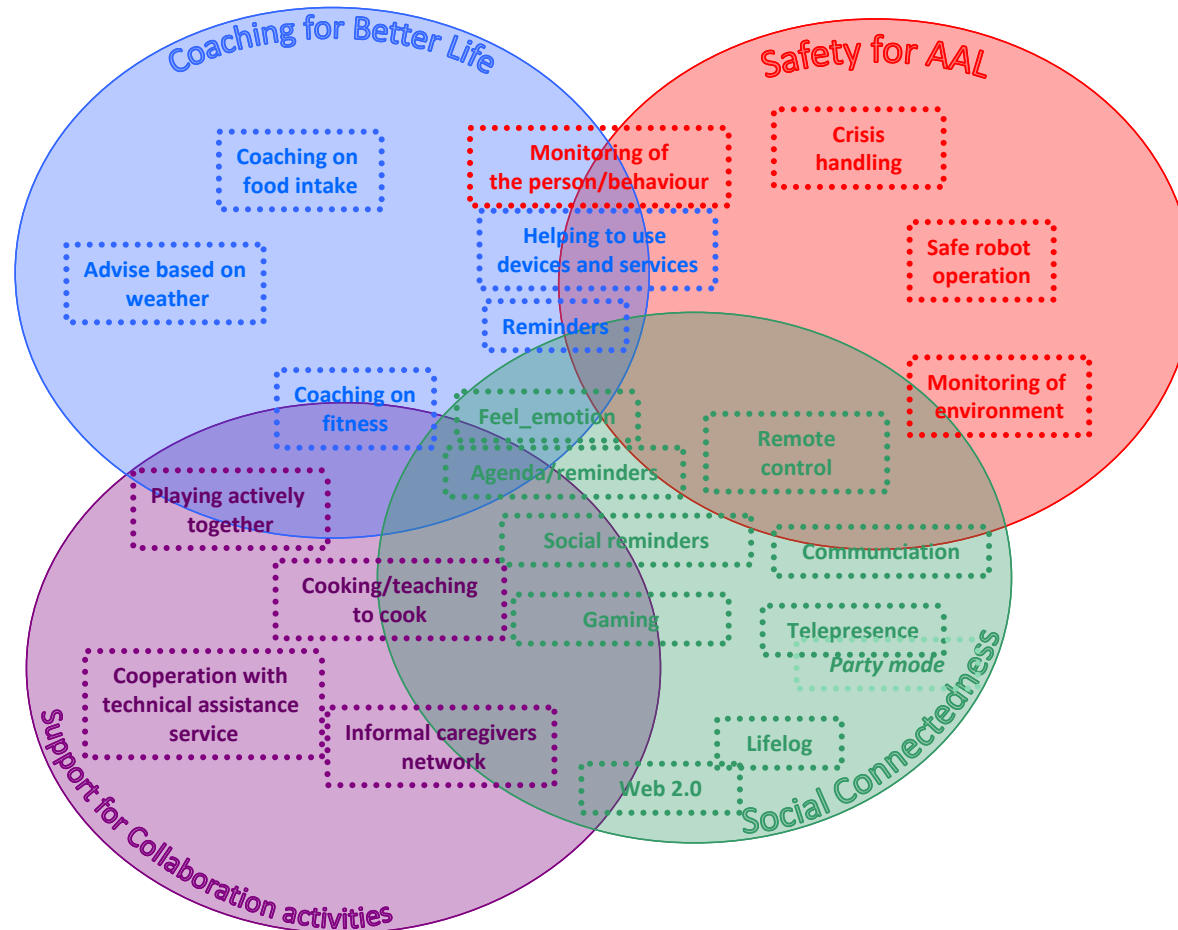 Coaching for Better Life
Safety for AAL
Coaching on
food intake
Monitoring of
the person/behaviour
Crisis
handling
Helping to use
devices and services
Safe robot
operation
Advise based on
weather
Reminders
Coaching on
fitness
Feel_emotion
Monitoring of
environment
Remote
control
Agenda/reminders
Playing actively
together
Social reminders
Communciation
Cooking/teaching
to cook
Gaming
Telepresence
Party mode
Cooperation with
technical assistance
service
Informal caregivers
network
Lifelog
Web 2.0
Social Connectedness
Support for Collaboration activities